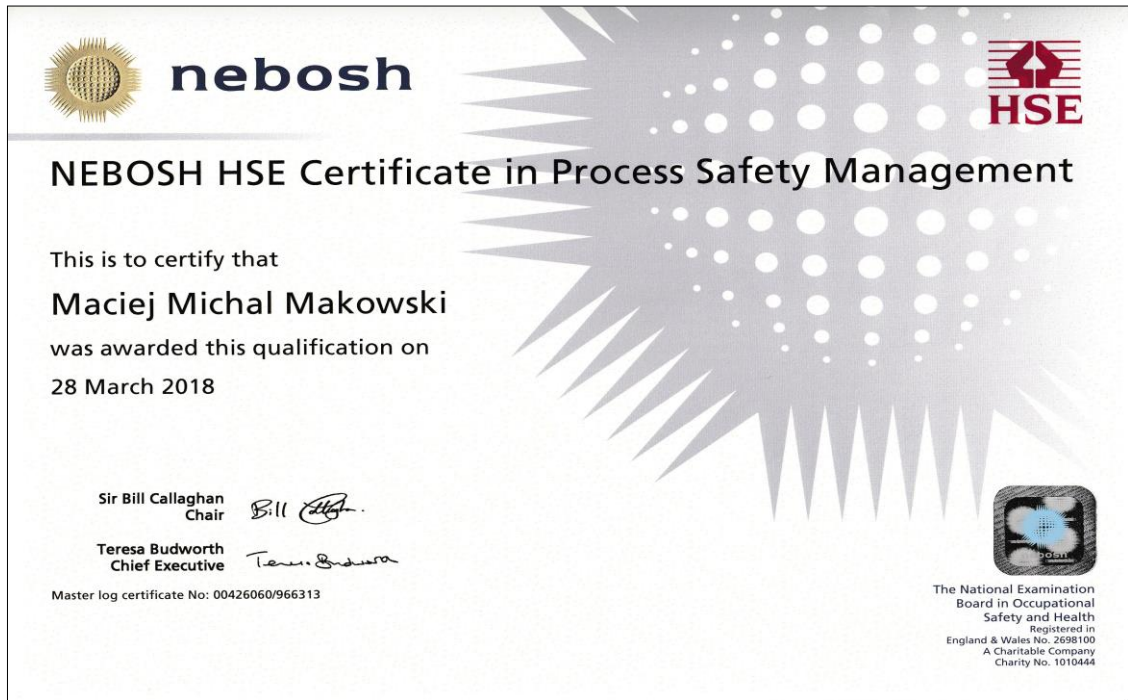 nebosh
HSE
NEBOSH HSE Certificate in Process Safety Management
This is to certify that
Maciej Michal Makowski
was awarded this qualification on
28 March 2018
Sir Bill Callaghan
Chair
Bill
Teresa Budworth
Chief Executive
Master log certificate No: 00426060/966313
nebosh
The National Examination
Board in Occupational
Safety and Health
Registered in
England & Wales No. 2698100
A Charitable Company
Charity No. 1010444